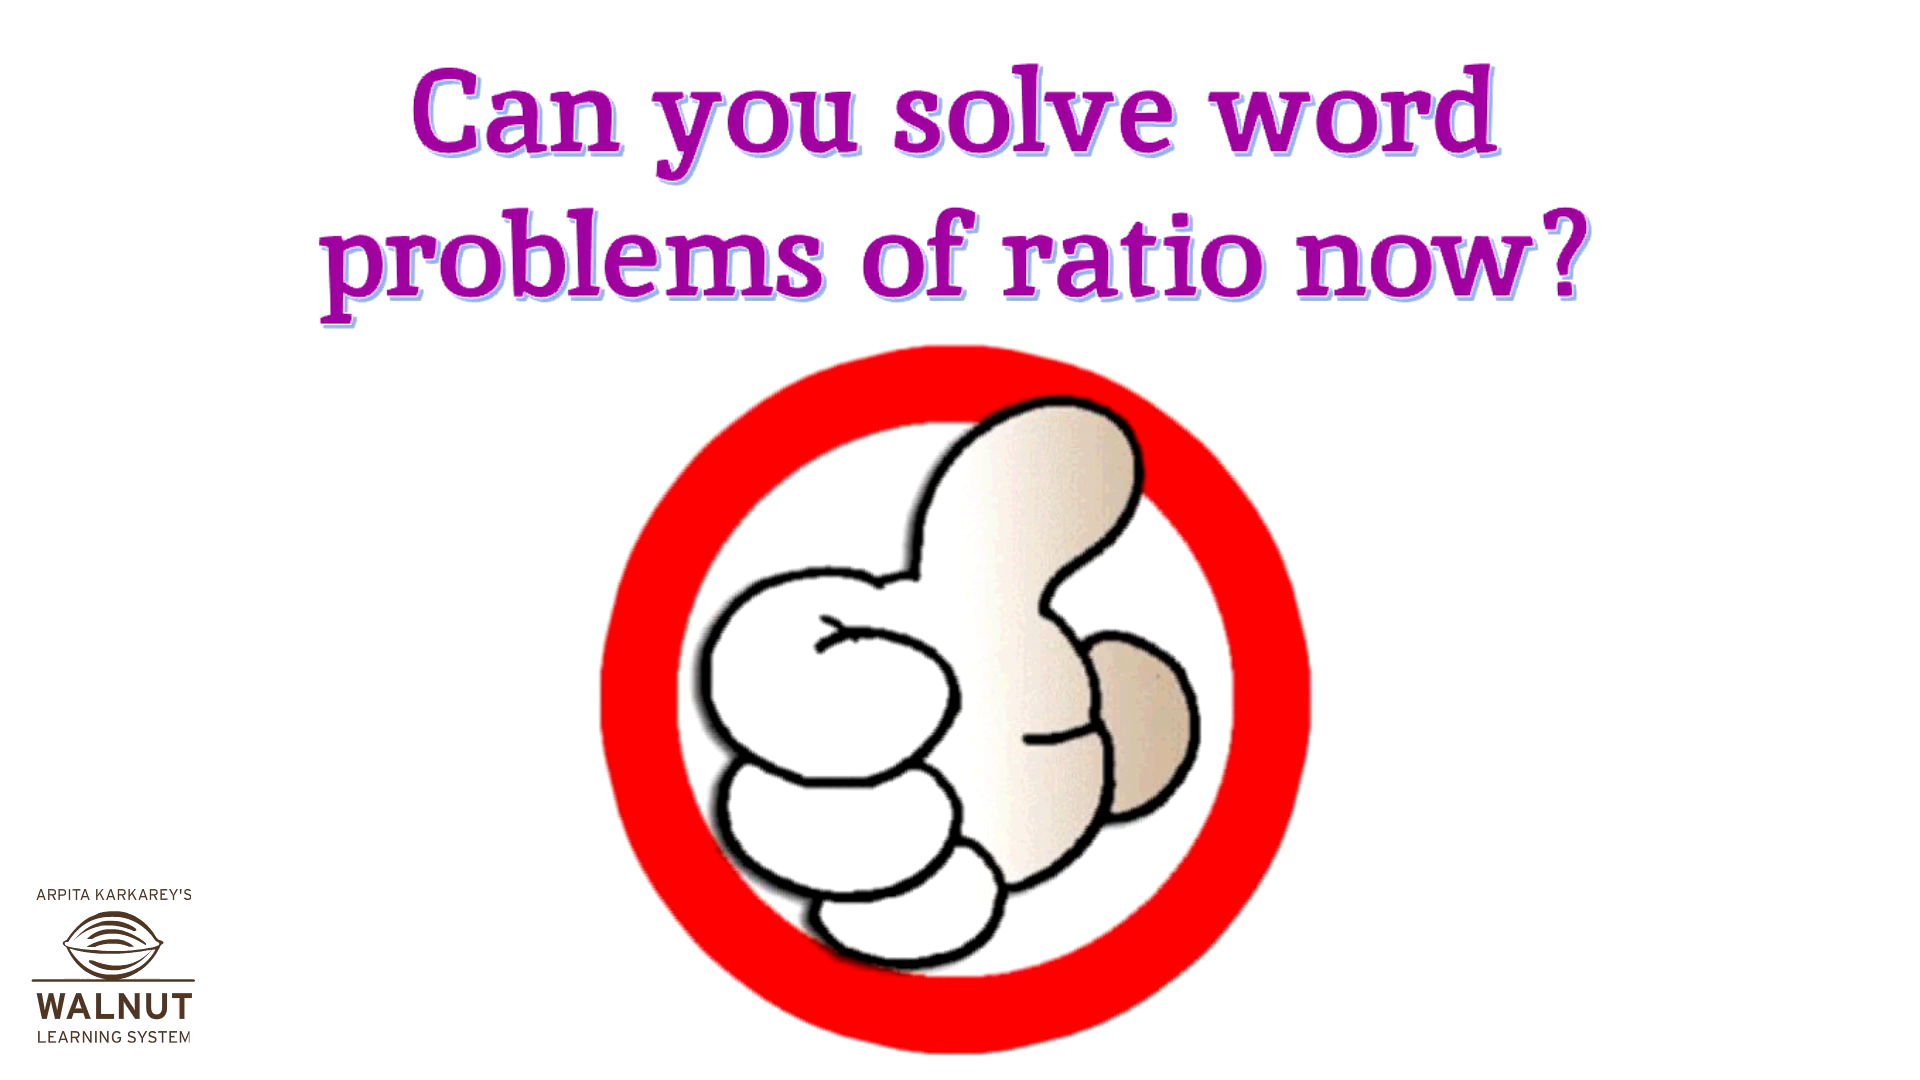 Can you solve word
problems of ratio now?
ARPITA KARKAREY'S
WALNUT
LEARNING SYSTEM